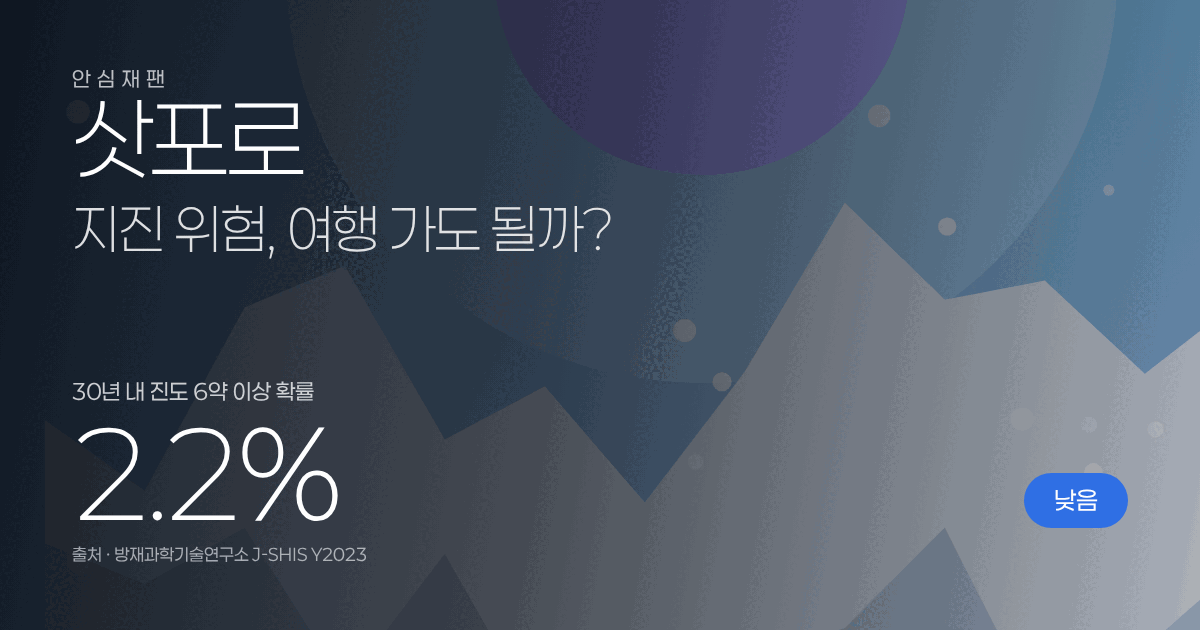 안심재팬
삿포로
지진 위험, 여행 가도 될까?
30년 내 진도 6약 이상 확률
2.2%
낮음
출처 · 방재과학기술연구소 J-SHIS Y2023